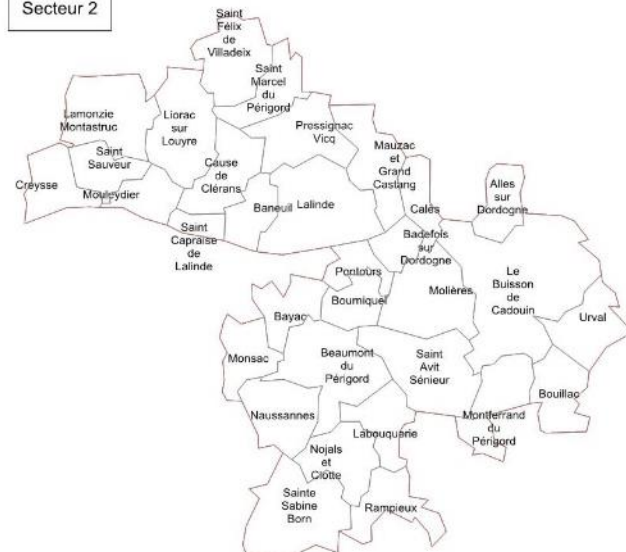 Secteur 2
Saint
Félix
de
Villadeix
Saint
Marcel
du
Périgord
Lamonzie
Montastruc
Liorac
sur
Louyre
Pressignac
Vicq
Mauzac
et
Grand
Castang
Saint
Sauveur
Cause
de
Clérans
Creysse
Mouleydier
Baneuil
Lalinde
Calès
Alles
sur
Dordogne
Saint
Capraise
de
Lalinde
Badefols
sur
Dordogne
Le
Buisson
de
Cadouin
Pontours
Bourniquel
Molières
Urval
Bayac
Monsac
Beaumont
du
Périgord
Saint
Avit
Sénieur
Bouillac
Naussannes
Montferrand
du
Périgord
Labouquerie
Nojals
et
Clotte
Sainte
Sabine
Born
Rampieux